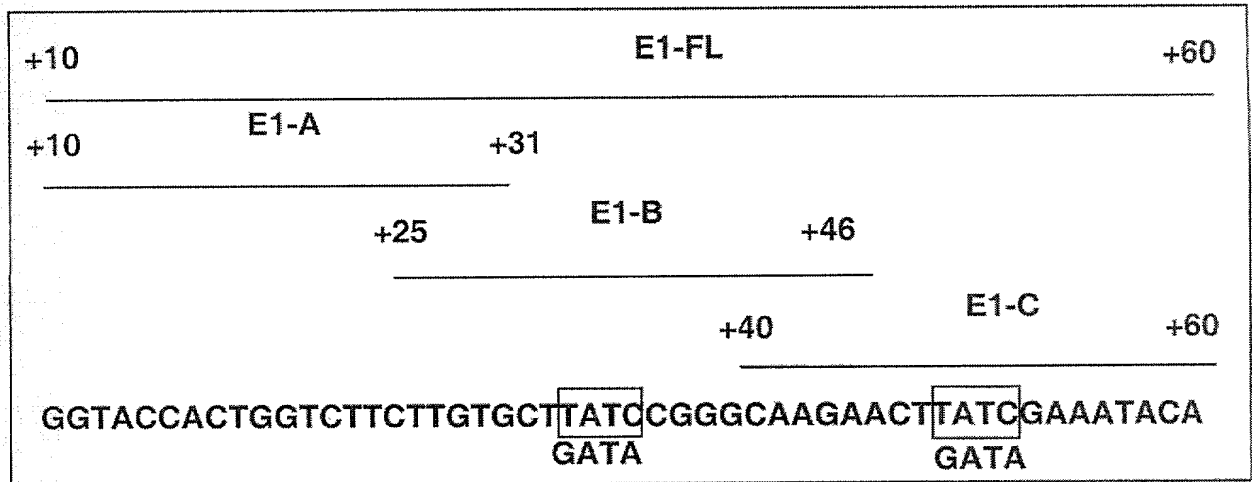 E1-FL
+10 +60
E1-A
+10 +31
E1-B
+25 +46
E1-C
+40 +60
GGTACCACTGGTCTTCTTGTGCTTATCCGGGCAAGAACTTATCGAAATACA
GATA GATA